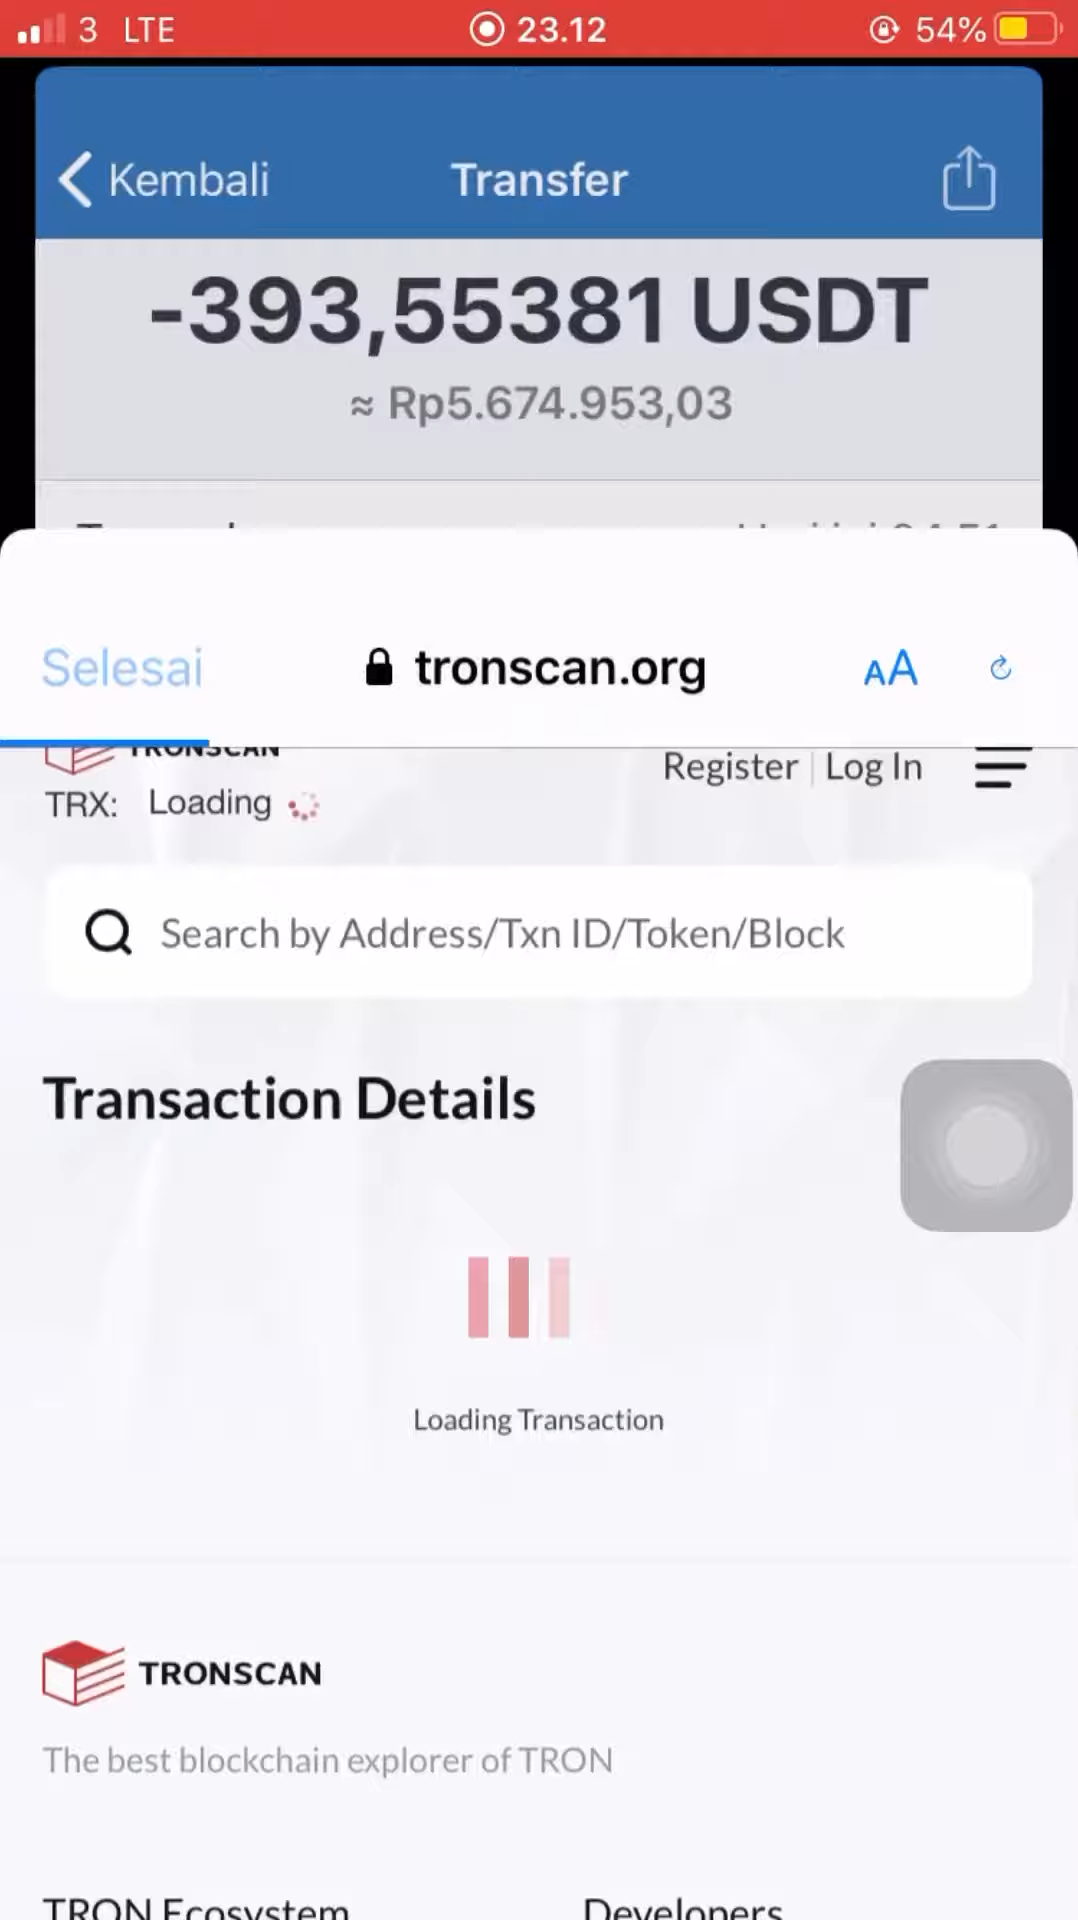 3 LTE 23.12 54%
Kembali Transfer
-393,55381 USDT
≈ Rp5.674.953,03
Selesai tronscan.org AA
TRONSCAN
Register | Log In
TRX: Loading
Search by Address/Txn ID/Token/Block
Transaction Details
Loading Transaction
TRONSCAN
The best blockchain explorer of TRON
TRON Ecosystem Developers